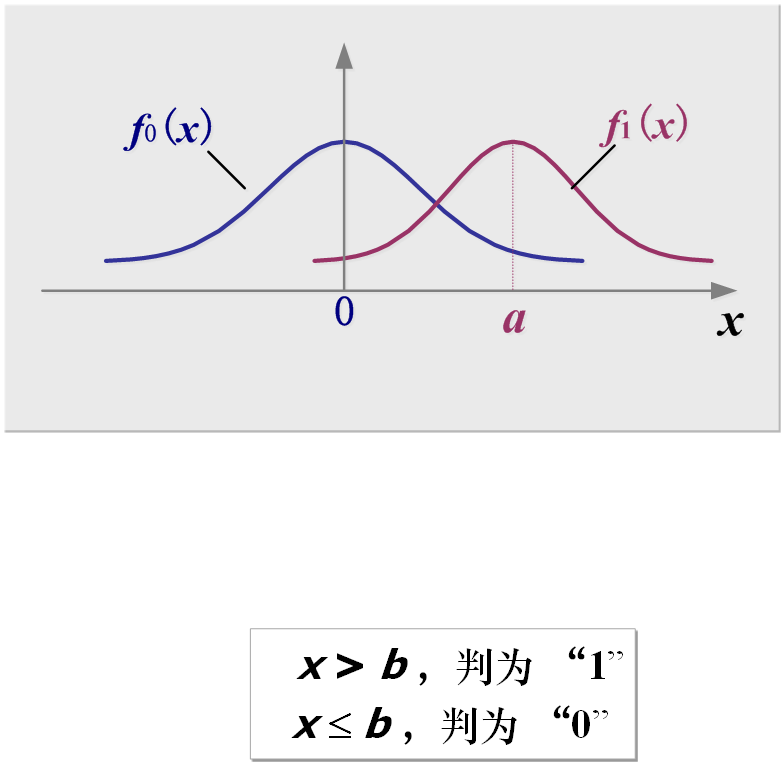 f₀(x) f₁(x)
0 a x
x > b，判为 “1”
x ≤ b，判为 “0”